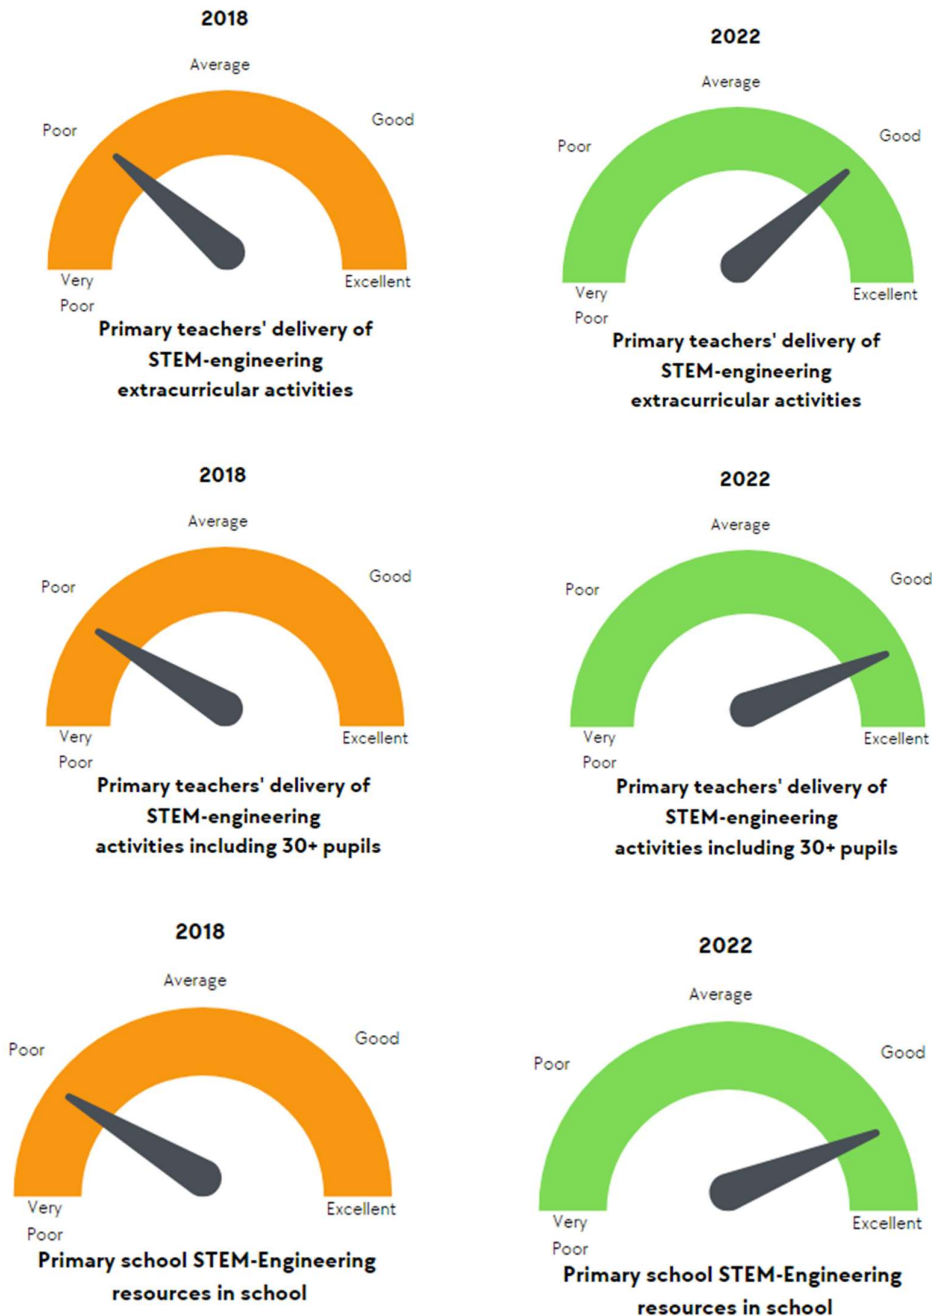 2018
Average
Poor
Good
Very
Poor
Excellent
Primary teachers' delivery of
STEM-engineering
extracurricular activities
2022
Average
Poor
Good
Very
Poor
Excellent
Primary teachers' delivery of
STEM-engineering
extracurricular activities
2018
Average
Poor
Good
Very
Poor
Excellent
Primary teachers' delivery of
STEM-engineering
activities including 30+ pupils
2022
Average
Poor
Good
Very
Poor
Excellent
Primary teachers' delivery of
STEM-engineering
activities including 30+ pupils
2018
Average
Poor
Good
Very
Poor
Excellent
Primary school STEM-Engineering
resources in school
2022
Average
Poor
Good
Very
Poor
Excellent
Primary school STEM-Engineering
resources in school